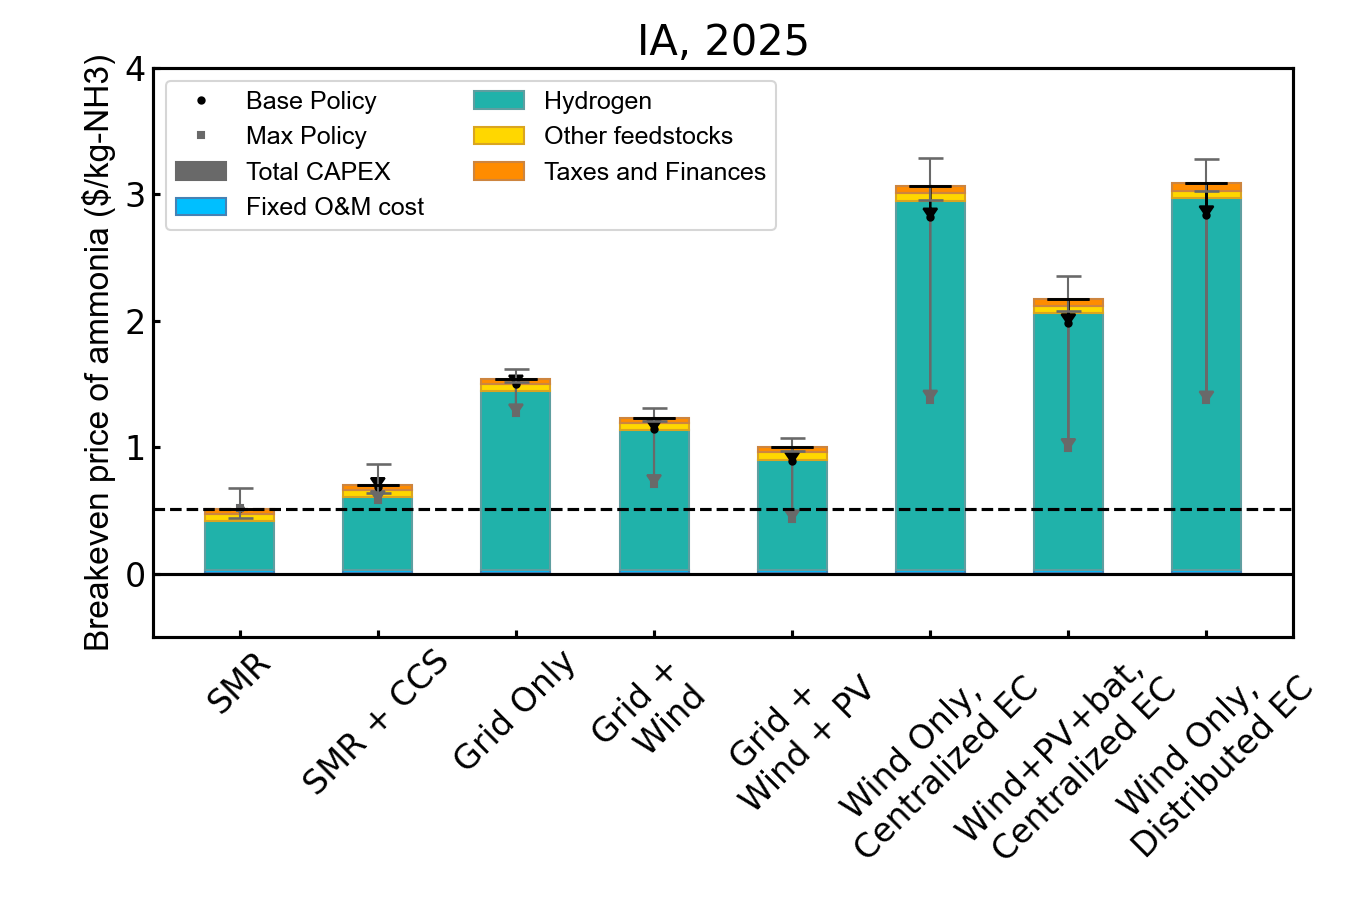 IA, 2025
Breakeven price of ammonia ($/kg-NH3)
4
3
2
1
0
Base Policy
Max Policy
Total CAPEX
Fixed O&M cost
Hydrogen
Other feedstocks
Taxes and Finances
SMR
SMR + CCS
Grid Only
Grid +
Wind
Grid +
Wind + PV
Wind Only,
Centralized EC
Wind+PV+bat,
Centralized EC
Wind Only,
Distributed EC